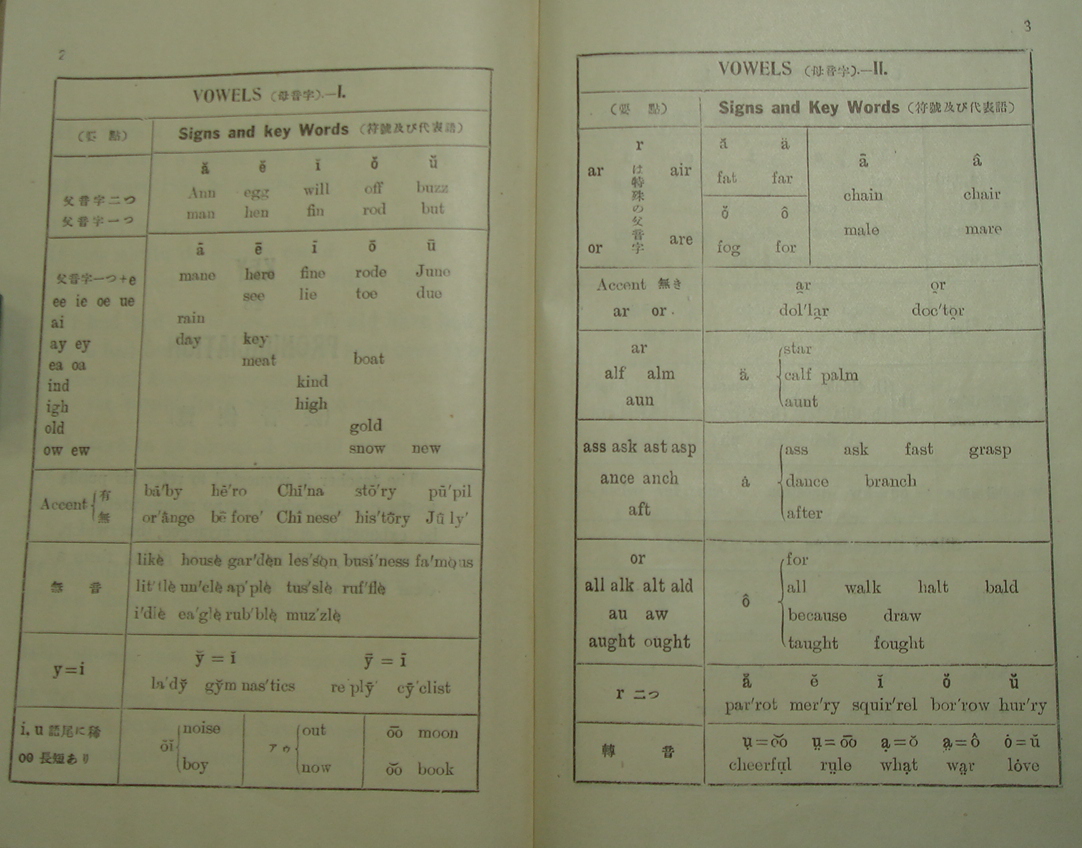 2
VOWELS (母音字).—I.
(要 點) Signs and key Words (符號及び代表語)
ă ĕ ĭ ŏ ŭ
父音字二つ Ann egg will off buzz
父音字一つ man hen fin rod but
ā ē ī ō ū
父音字一つ+e mane here fine rode June
ee ie oe ue see lie toe due
ai rain
ay ey day key
ea oa meat boat
ind kind
igh high
old gold
ow ew snow new
Accent 有 bā′by hē′ro Chī′na stō′ry pū′pil
無 or′ange be fore′ Chi nese′ his′tory Ju ly′
無 音 like house gar′den les′son busi′ness fa′mous
lit′tle un′cle ap′ple tus′sle ruf′fle
i′dle ea′gle rub′ble muz′zle
y=i y̆ = ĭ ȳ = ī
la′dy̆ gy̆m nas′tics re plȳ′ cȳ′clist
i, u 語尾に稀 oi noise out o͞o moon
oo 長短あり boy アウ now o͝o book
3
VOWELS (母音字).—II.
(要 點) Signs and Key Words (符號及び代表語)
r は特殊の父音字
ar air
or are
ă ä
fat far
ŏ ô
fog for
ā â
chain chair
male mare
Accent 無き ar or
ar or. dol′lar doc′tor
ar star
alf alm ä calf palm
aun aunt
ass ask ast asp ass ask fast grasp
ance anch dance branch
aft after
or for
all alk alt ald ô all walk halt bald
au aw because draw
aught ought taught fought
r 二つ ă ĕ ĭ ŏ ŭ
par′rot mer′ry squir′rel bor′row hur′ry
轉 音 ụ=o͝o ṳ=o͞o ạ=ŏ a̤=ô ȯ=ŭ
cheerfụl rṳle whạt wa̤r lȯve